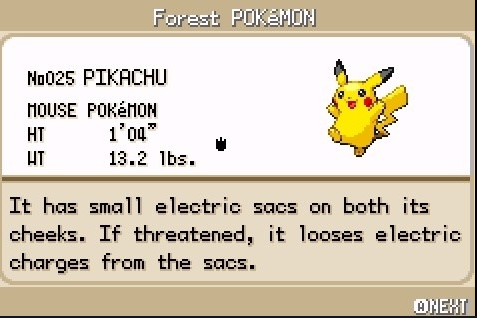 Forest POKéMON
No025 PIKACHU
MOUSE POKéMON
HT 1'04"
WT 13.2 lbs.
It has small electric sacs on both its
cheeks. If threatened, it looses electric
charges from the sacs.
ⒶNEXT